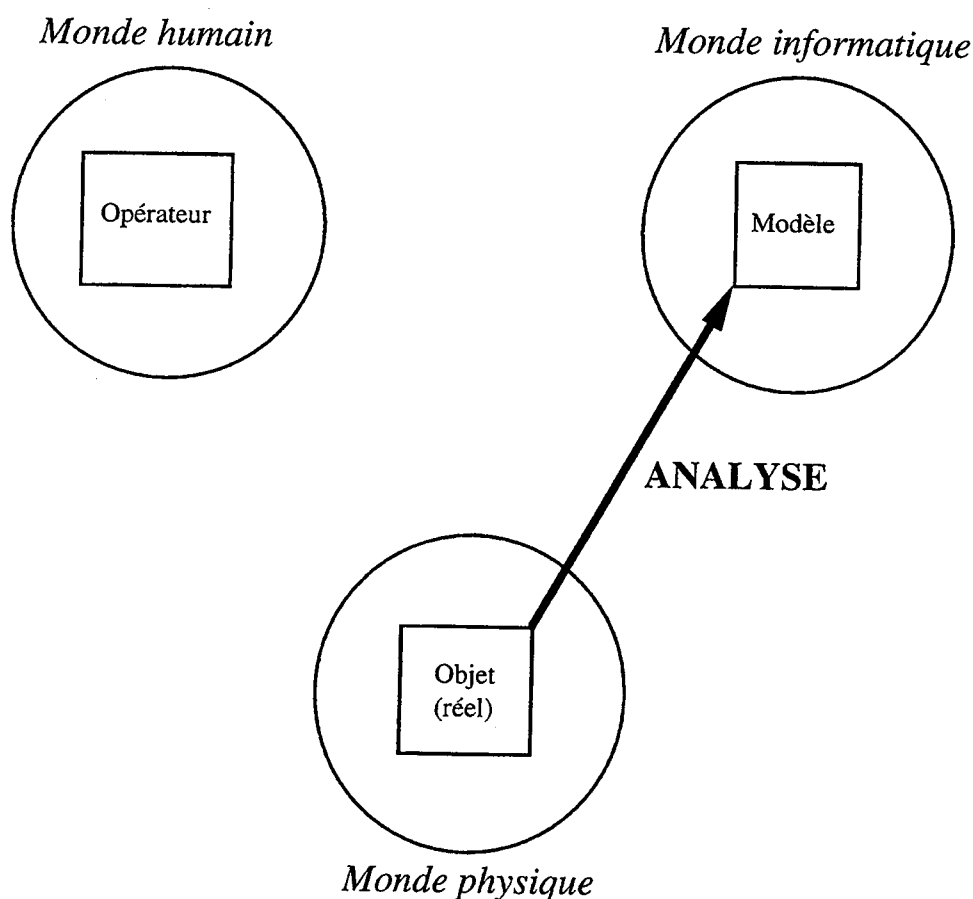 Monde humain
Monde informatique
Opérateur
Modèle
ANALYSE
Objet
(réel)
Monde physique